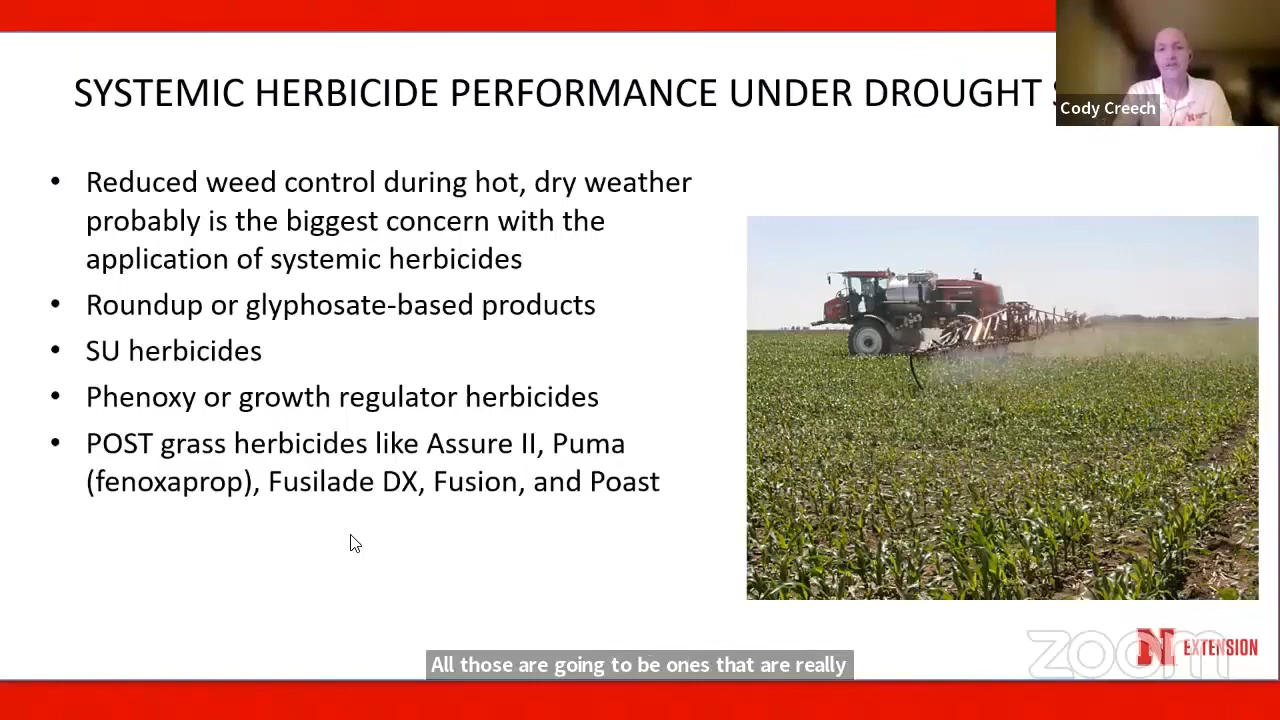 SYSTEMIC HERBICIDE PERFORMANCE UNDER DROUGHT
Cody Creech
• Reduced weed control during hot, dry weather
probably is the biggest concern with the
application of systemic herbicides
• Roundup or glyphosate-based products
• SU herbicides
• Phenoxy or growth regulator herbicides
• POST grass herbicides like Assure II, Puma
(fenoxaprop), Fusilade DX, Fusion, and Poast
zoom
N EXTENSION
All those are going to be ones that are really